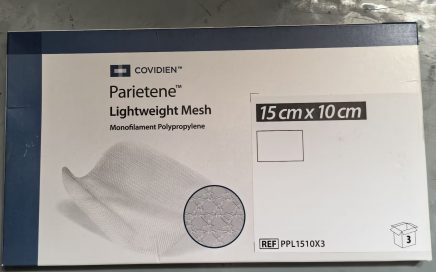 COVIDIEN™
Parietene™
Lightweight Mesh
Monofilament Polypropylene
15 cm x 10 cm
REF PPL1510X3
3